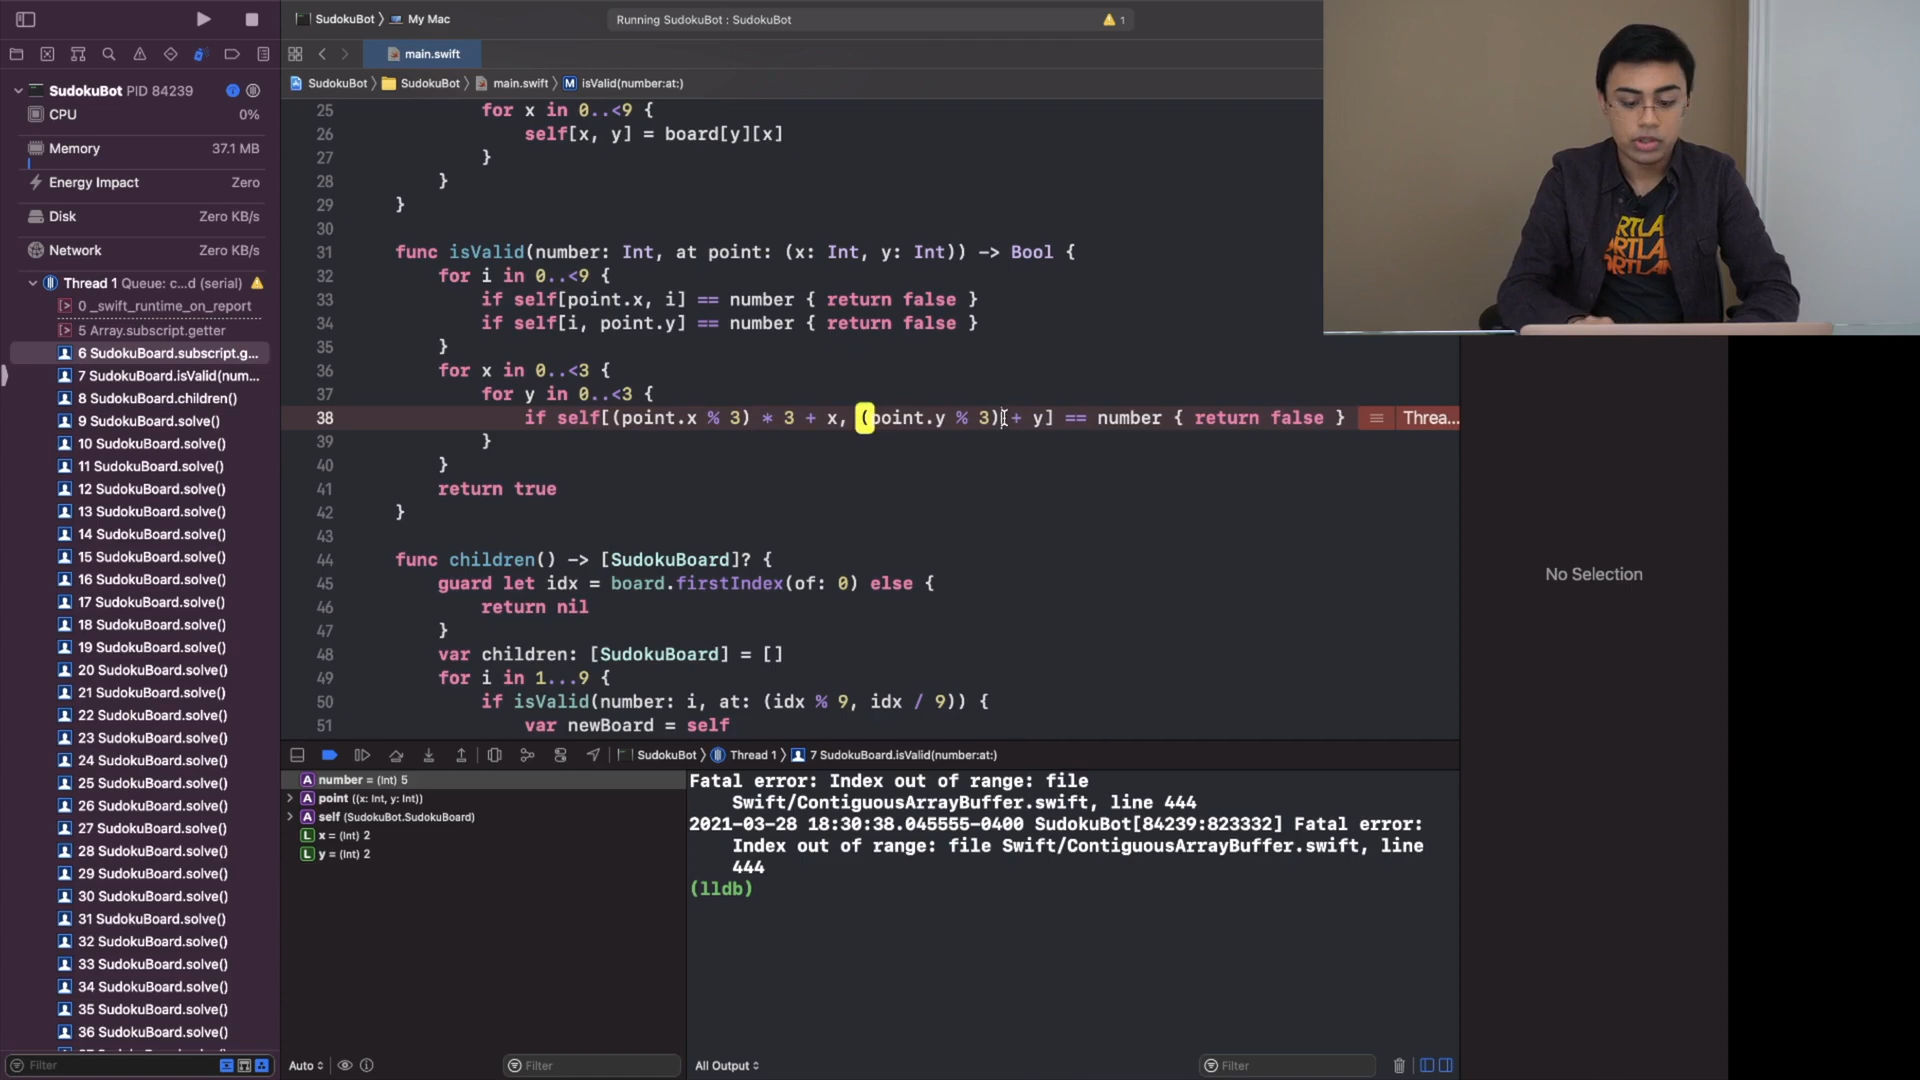 SudokuBot 〉 My Mac
Running SudokuBot : SudokuBot
1
main.swift
SudokuBot 〉 SudokuBot 〉 main.swift 〉 M isValid(number:at:)
SudokuBot PID 84239
CPU 0%
Memory 37.1 MB
Energy Impact Zero
Disk Zero KB/s
Network Zero KB/s
Thread 1 Queue: c...d (serial)
0 _swift_runtime_on_report
5 Array.subscript.getter
6 SudokuBoard.subscript.g...
7 SudokuBoard.isValid(num...
8 SudokuBoard.children()
9 SudokuBoard.solve()
10 SudokuBoard.solve()
11 SudokuBoard.solve()
12 SudokuBoard.solve()
13 SudokuBoard.solve()
14 SudokuBoard.solve()
15 SudokuBoard.solve()
16 SudokuBoard.solve()
17 SudokuBoard.solve()
18 SudokuBoard.solve()
19 SudokuBoard.solve()
20 SudokuBoard.solve()
21 SudokuBoard.solve()
22 SudokuBoard.solve()
23 SudokuBoard.solve()
24 SudokuBoard.solve()
25 SudokuBoard.solve()
26 SudokuBoard.solve()
27 SudokuBoard.solve()
28 SudokuBoard.solve()
29 SudokuBoard.solve()
30 SudokuBoard.solve()
31 SudokuBoard.solve()
32 SudokuBoard.solve()
33 SudokuBoard.solve()
34 SudokuBoard.solve()
35 SudokuBoard.solve()
36 SudokuBoard.solve()
Filter
25 for x in 0..<9 {
26 self[x, y] = board[y][x]
27 }
28 }
29 }
30
31 func isValid(number: Int, at point: (x: Int, y: Int)) -> Bool {
32 for i in 0..<9 {
33 if self[point.x, i] == number { return false }
34 if self[i, point.y] == number { return false }
35 }
36 for x in 0..<3 {
37 for y in 0..<3 {
38 if self[(point.x % 3) * 3 + x, (point.y % 3) + y] == number { return false } Threa...
39 }
40 }
41 return true
42 }
43
44 func children() -> [SudokuBoard]? {
45 guard let idx = board.firstIndex(of: 0) else {
46 return nil
47 }
48 var children: [SudokuBoard] = []
49 for i in 1...9 {
50 if isValid(number: i, at: (idx % 9, idx / 9)) {
51 var newBoard = self
SudokuBot 〉 Thread 1 〉 7 SudokuBoard.isValid(number:at:)
A number = (Int) 5
A point ((x: Int, y: Int))
A self (SudokuBot.SudokuBoard)
L x = (Int) 2
L y = (Int) 2
Auto
Filter
Fatal error: Index out of range: file
Swift/ContiguousArrayBuffer.swift, line 444
2021-03-28 18:30:38.045555-0400 SudokuBot[84239:823332] Fatal error:
Index out of range: file Swift/ContiguousArrayBuffer.swift, line
444
(lldb)
All Output
Filter
No Selection